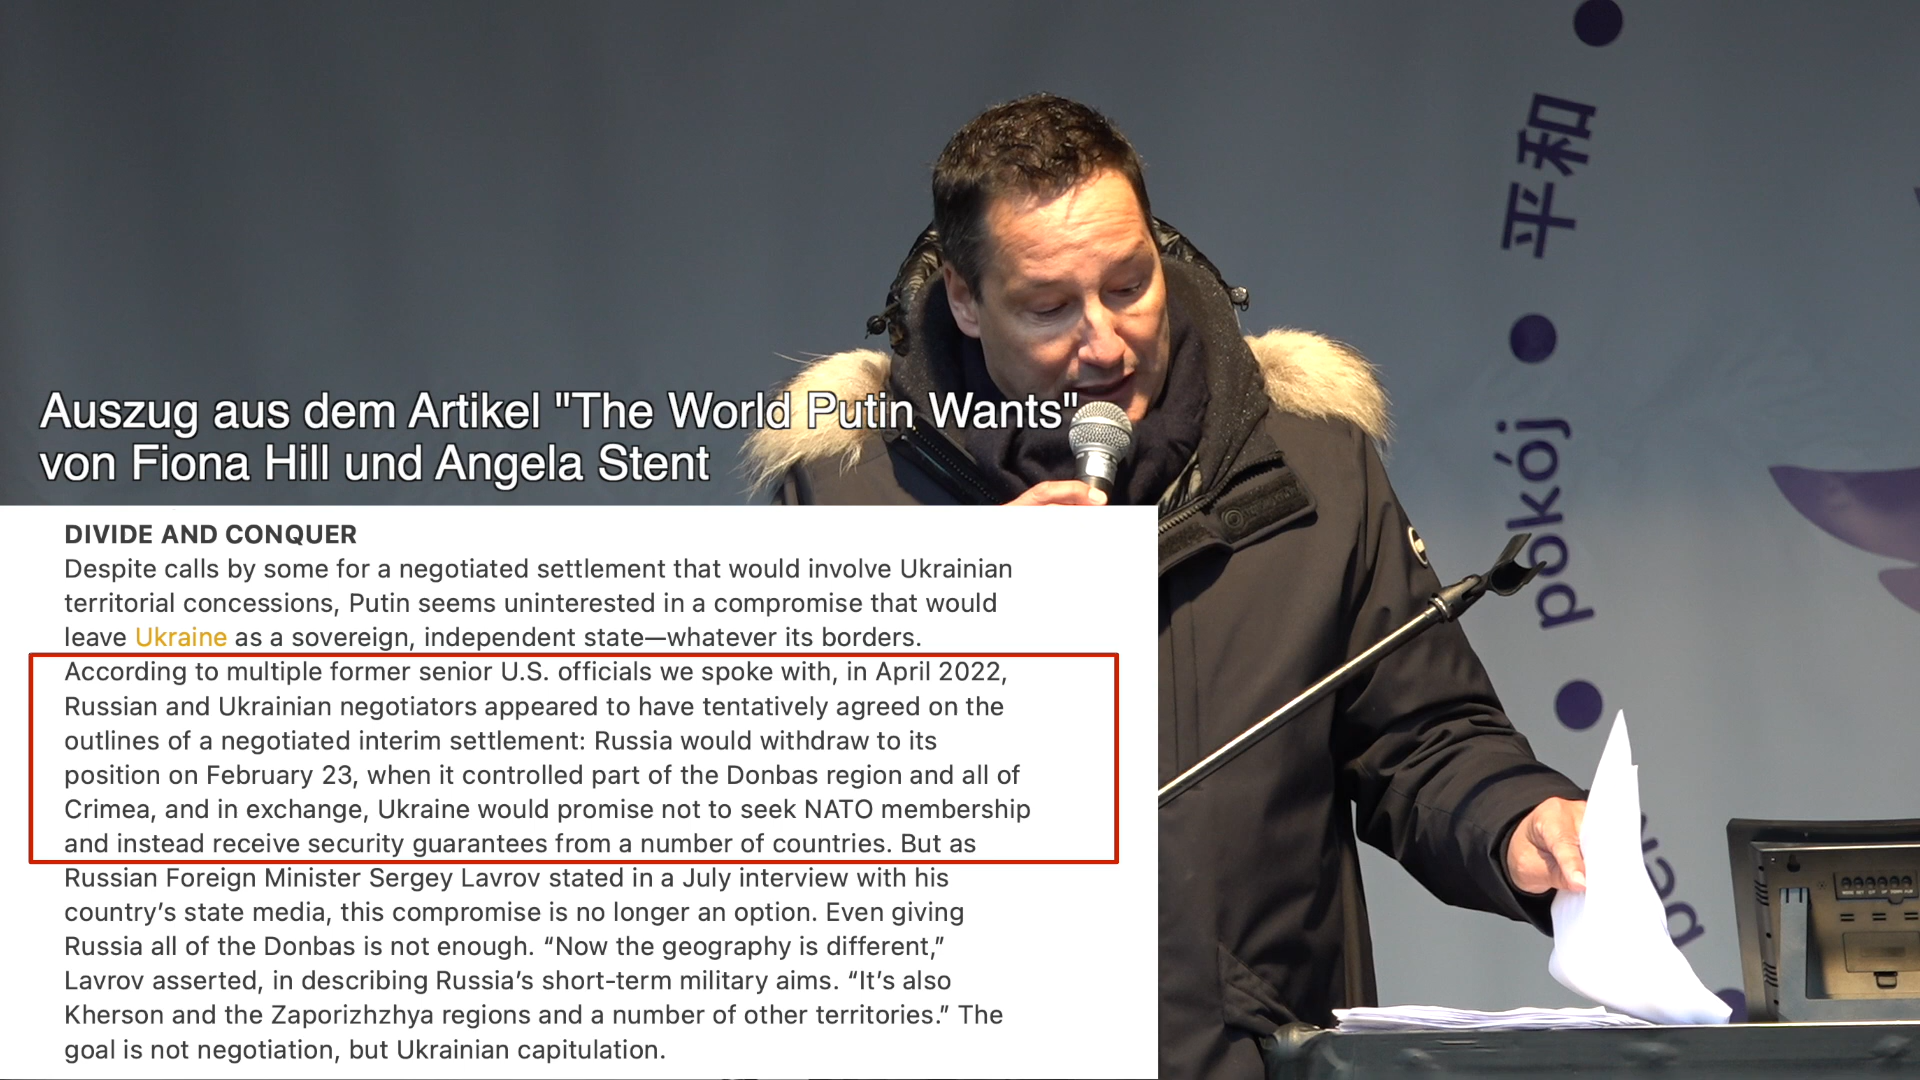 Auszug aus dem Artikel "The World Putin Wants"
von Fiona Hill und Angela Stent
DIVIDE AND CONQUER
Despite calls by some for a negotiated settlement that would involve Ukrainian
territorial concessions, Putin seems uninterested in a compromise that would
leave Ukraine as a sovereign, independent state—whatever its borders.
According to multiple former senior U.S. officials we spoke with, in April 2022,
Russian and Ukrainian negotiators appeared to have tentatively agreed on the
outlines of a negotiated interim settlement: Russia would withdraw to its
position on February 23, when it controlled part of the Donbas region and all of
Crimea, and in exchange, Ukraine would promise not to seek NATO membership
and instead receive security guarantees from a number of countries. But as
Russian Foreign Minister Sergey Lavrov stated in a July interview with his
country’s state media, this compromise is no longer an option. Even giving
Russia all of the Donbas is not enough. “Now the geography is different,”
Lavrov asserted, in describing Russia’s short-term military aims. “It’s also
Kherson and the Zaporizhzhya regions and a number of other territories.” The
goal is not negotiation, but Ukrainian capitulation.
pokój • 平和